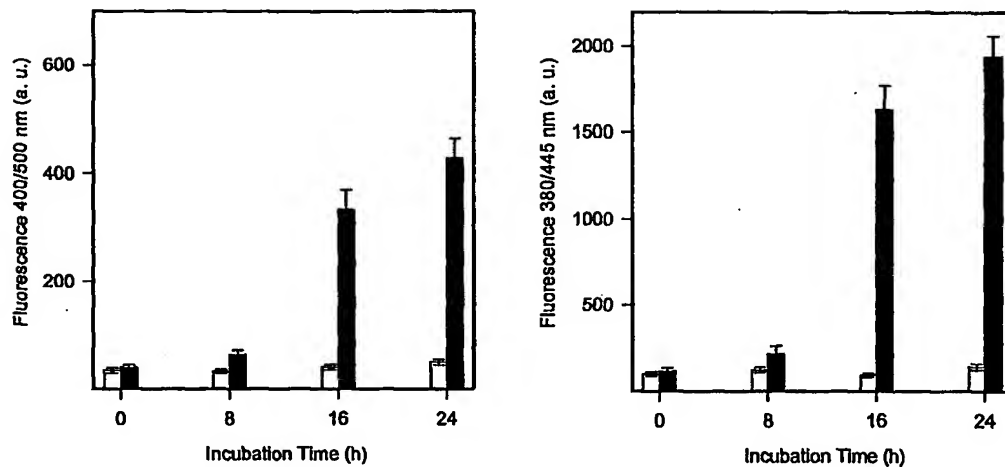 Fluorescence 400/500 nm (a. u.)
600
400
200
0 8 16 24
Incubation Time (h)
Fluorescence 380/445 nm (a. u.)
2000
1500
1000
500
0 8 16 24
Incubation Time (h)